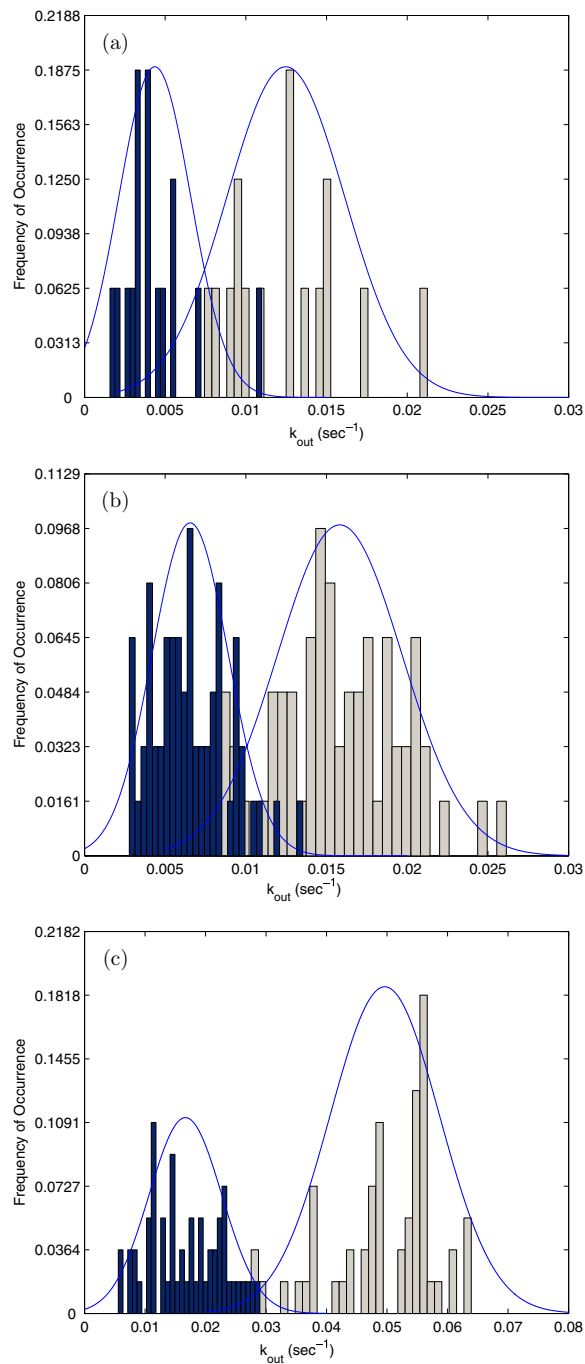 (a)
0.2188
0.1875
0.1563
0.1250
0.0938
0.0625
0.0313
0
Frequency of Occurrence
0 0.005 0.01 0.015 0.02 0.025 0.03
k_out (sec⁻¹)
(b)
0.1129
0.0968
0.0806
0.0645
0.0484
0.0323
0.0161
0
Frequency of Occurrence
0 0.005 0.01 0.015 0.02 0.025 0.03
k_out (sec⁻¹)
(c)
0.2182
0.1818
0.1455
0.1091
0.0727
0.0364
0
Frequency of Occurrence
0 0.01 0.02 0.03 0.04 0.05 0.06 0.07 0.08
k_out (sec⁻¹)